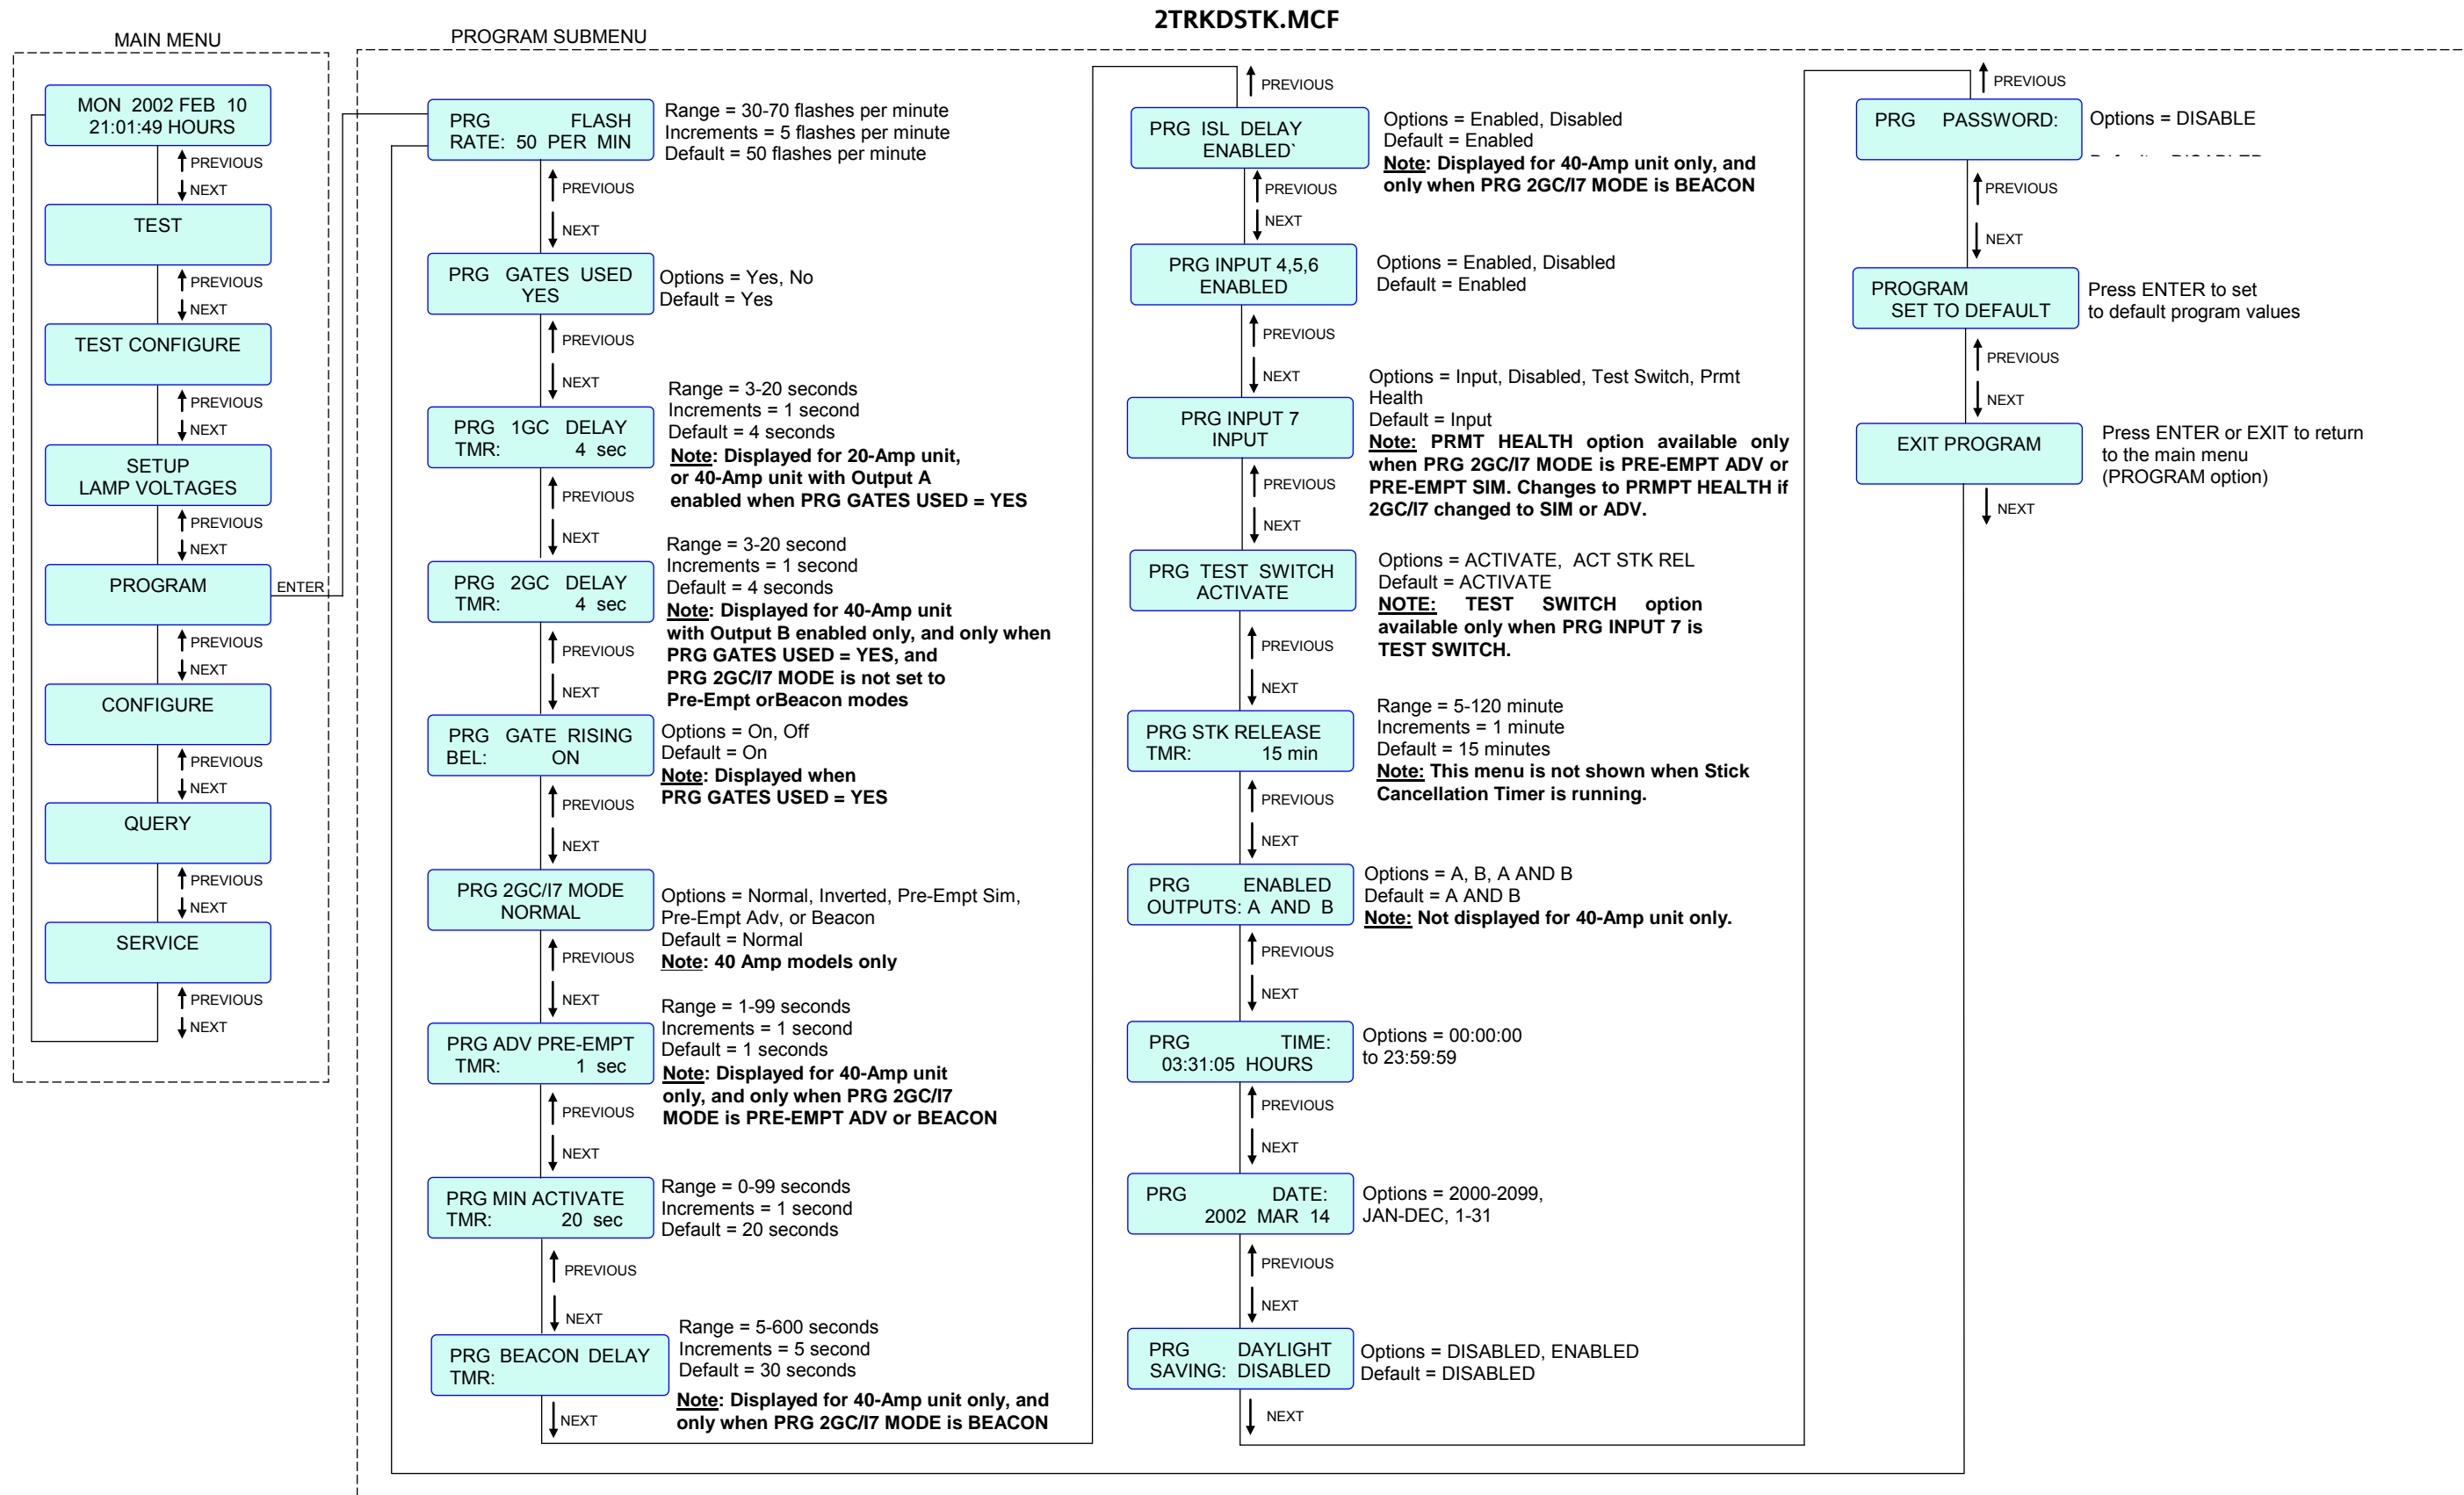 2TRKDSTK.MCF
MAIN MENU
MON 2002 FEB 10
21:01:49 HOURS
PREVIOUS
NEXT
TEST
PREVIOUS
NEXT
TEST CONFIGURE
PREVIOUS
NEXT
SETUP
LAMP VOLTAGES
PREVIOUS
NEXT
PROGRAM
ENTER
PREVIOUS
NEXT
CONFIGURE
PREVIOUS
NEXT
QUERY
PREVIOUS
NEXT
SERVICE
PREVIOUS
NEXT
PROGRAM SUBMENU
PRG FLASH
RATE: 50 PER MIN
Range = 30-70 flashes per minute
Increments = 5 flashes per minute
Default = 50 flashes per minute
PREVIOUS
NEXT
PRG GATES USED
YES
Options = Yes, No
Default = Yes
PREVIOUS
NEXT
PRG 1GC DELAY
TMR: 4 sec
Range = 3-20 seconds
Increments = 1 second
Default = 4 seconds
Note: Displayed for 20-Amp unit,
or 40-Amp unit with Output A
enabled when PRG GATES USED = YES
PREVIOUS
NEXT
PRG 2GC DELAY
TMR: 4 sec
Range = 3-20 second
Increments = 1 second
Default = 4 seconds
Note: Displayed for 40-Amp unit
with Output B enabled only, and only when
PRG GATES USED = YES, and
PRG 2GC/I7 MODE is not set to
Pre-Empt orBeacon modes
PREVIOUS
NEXT
PRG GATE RISING
BEL: ON
Options = On, Off
Default = On
Note: Displayed when
PRG GATES USED = YES
PREVIOUS
NEXT
PRG 2GC/I7 MODE
NORMAL
Options = Normal, Inverted, Pre-Empt Sim,
Pre-Empt Adv, or Beacon
Default = Normal
Note: 40 Amp models only
PREVIOUS
NEXT
PRG ADV PRE-EMPT
TMR: 1 sec
Range = 1-99 seconds
Increments = 1 second
Default = 1 seconds
Note: Displayed for 40-Amp unit
only, and only when PRG 2GC/I7
MODE is PRE-EMPT ADV or BEACON
PREVIOUS
NEXT
PRG MIN ACTIVATE
TMR: 20 sec
Range = 0-99 seconds
Increments = 1 second
Default = 20 seconds
PREVIOUS
NEXT
PRG BEACON DELAY
TMR:
Range = 5-600 seconds
Increments = 5 second
Default = 30 seconds
Note: Displayed for 40-Amp unit only, and
only when PRG 2GC/I7 MODE is BEACON
NEXT
PREVIOUS
PRG ISL DELAY
ENABLED`
Options = Enabled, Disabled
Default = Enabled
Note: Displayed for 40-Amp unit only, and
only when PRG 2GC/I7 MODE is BEACON
PREVIOUS
NEXT
PRG INPUT 4,5,6
ENABLED
Options = Enabled, Disabled
Default = Enabled
PREVIOUS
NEXT
PRG INPUT 7
INPUT
Options = Input, Disabled, Test Switch, Prmt
Health
Default = Input
Note: PRMT HEALTH option available only
when PRG 2GC/I7 MODE is PRE-EMPT ADV or
PRE-EMPT SIM. Changes to PRMPT HEALTH if
2GC/I7 changed to SIM or ADV.
PREVIOUS
NEXT
PRG TEST SWITCH
ACTIVATE
Options = ACTIVATE, ACT STK REL
Default = ACTIVATE
NOTE: TEST SWITCH option
available only when PRG INPUT 7 is
TEST SWITCH.
PREVIOUS
NEXT
PRG STK RELEASE
TMR: 15 min
Range = 5-120 minute
Increments = 1 minute
Default = 15 minutes
Note: This menu is not shown when Stick
Cancellation Timer is running.
PREVIOUS
NEXT
PRG ENABLED
OUTPUTS: A AND B
Options = A, B, A AND B
Default = A AND B
Note: Not displayed for 40-Amp unit only.
PREVIOUS
NEXT
PRG TIME:
03:31:05 HOURS
Options = 00:00:00
to 23:59:59
PREVIOUS
NEXT
PRG DATE:
2002 MAR 14
Options = 2000-2099,
JAN-DEC, 1-31
PREVIOUS
NEXT
PRG DAYLIGHT
SAVING: DISABLED
Options = DISABLED, ENABLED
Default = DISABLED
NEXT
PREVIOUS
PRG PASSWORD:
Options = DISABLE
PREVIOUS
NEXT
PROGRAM
SET TO DEFAULT
Press ENTER to set
to default program values
PREVIOUS
NEXT
EXIT PROGRAM
Press ENTER or EXIT to return
to the main menu
(PROGRAM option)
NEXT